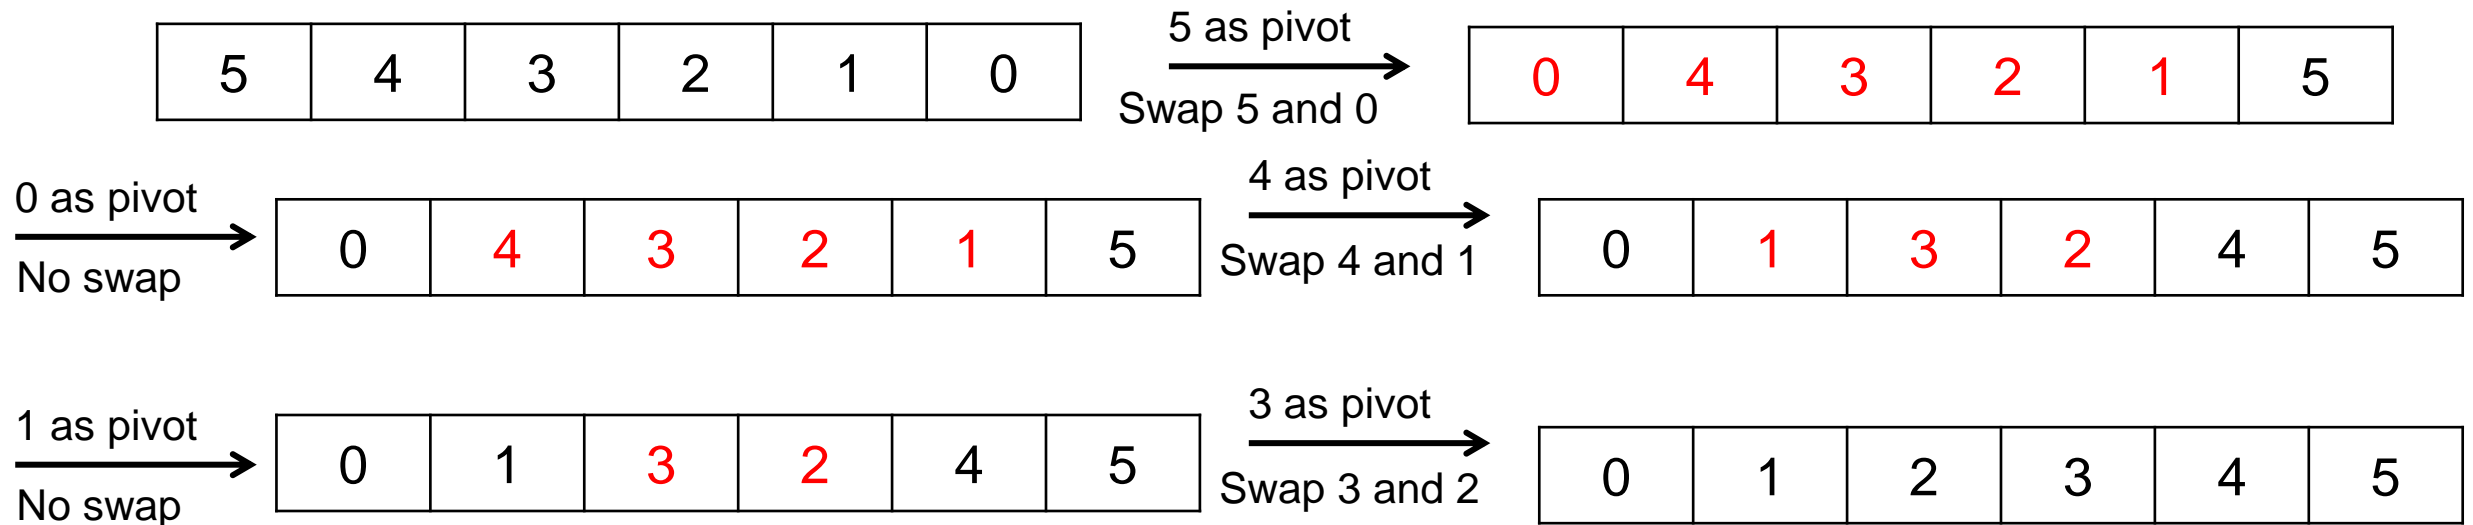 5 4 3 2 1 0
5 as pivot
Swap 5 and 0
0 4 3 2 1 5
0 as pivot
No swap
0 4 3 2 1 5
4 as pivot
Swap 4 and 1
0 1 3 2 4 5
1 as pivot
No swap
0 1 3 2 4 5
3 as pivot
Swap 3 and 2
0 1 2 3 4 5